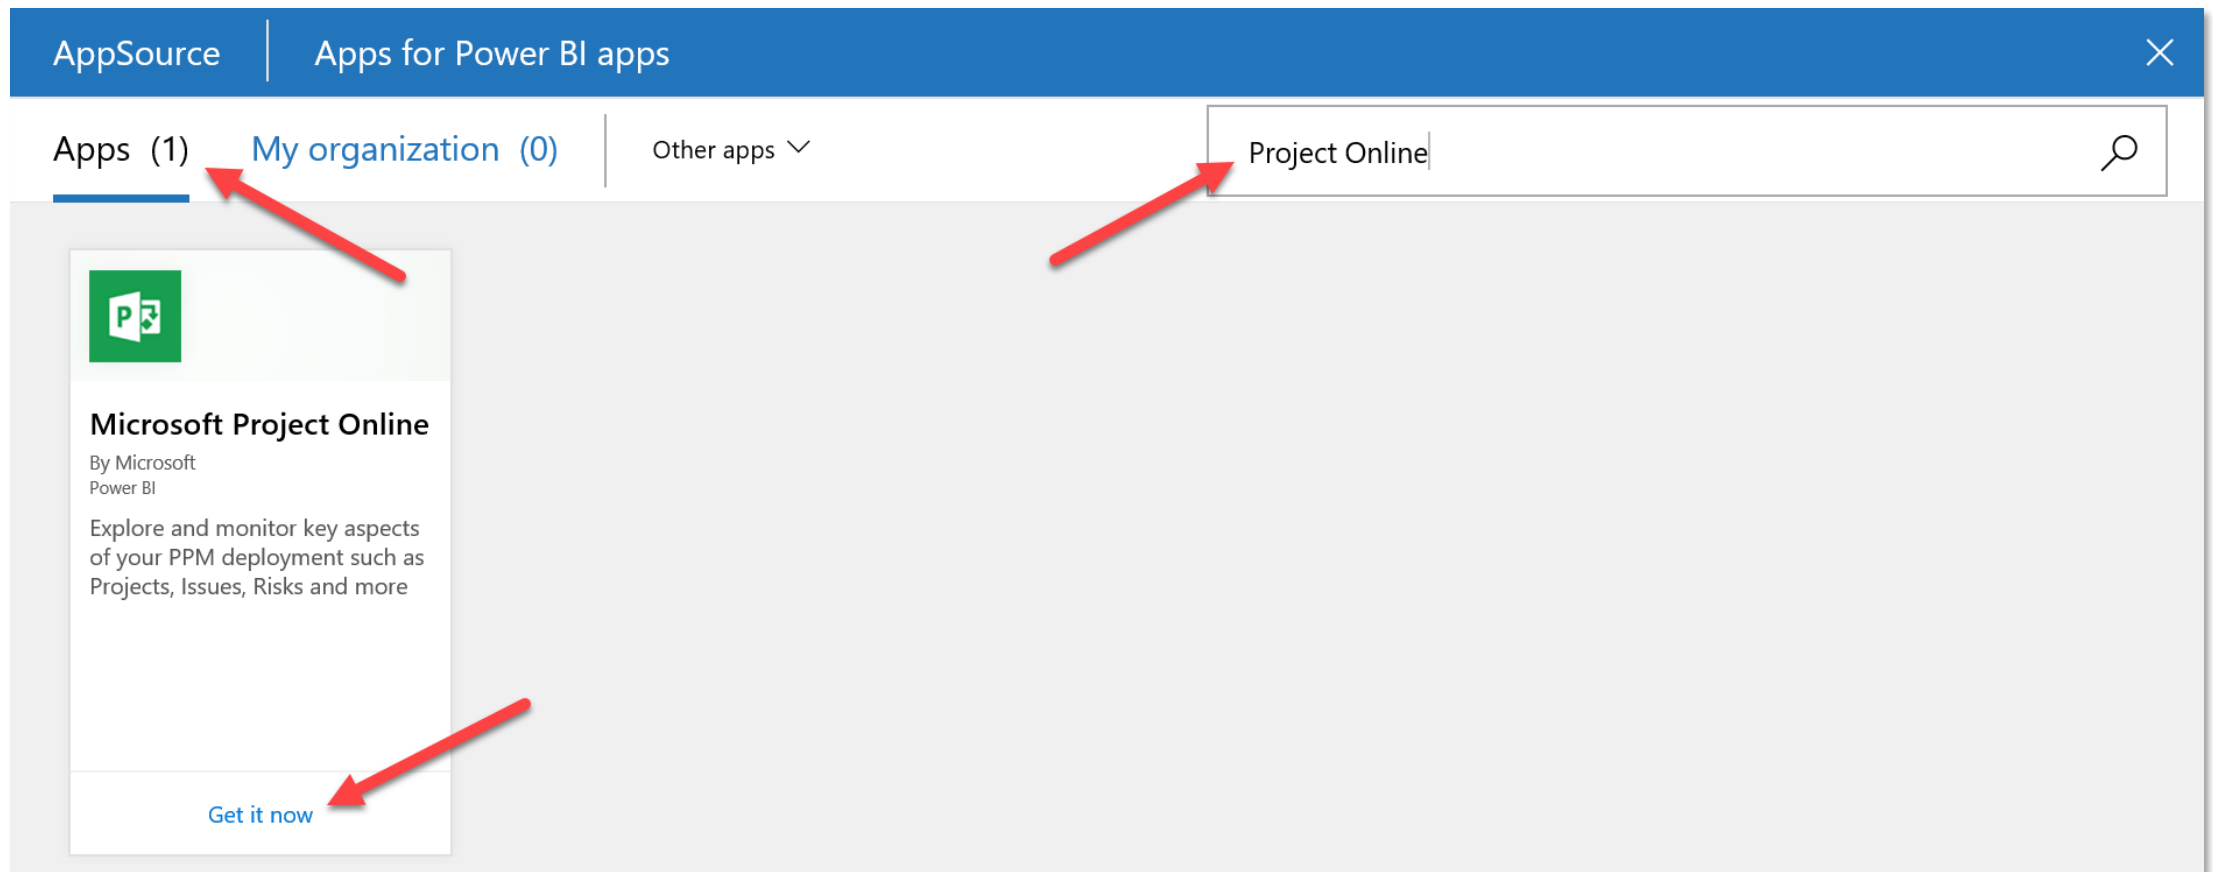 AppSource Apps for Power BI apps
Apps (1) My organization (0) Other apps Project Online
P
Microsoft Project Online
By Microsoft
Power BI
Explore and monitor key aspects
of your PPM deployment such as
Projects, Issues, Risks and more
Get it now